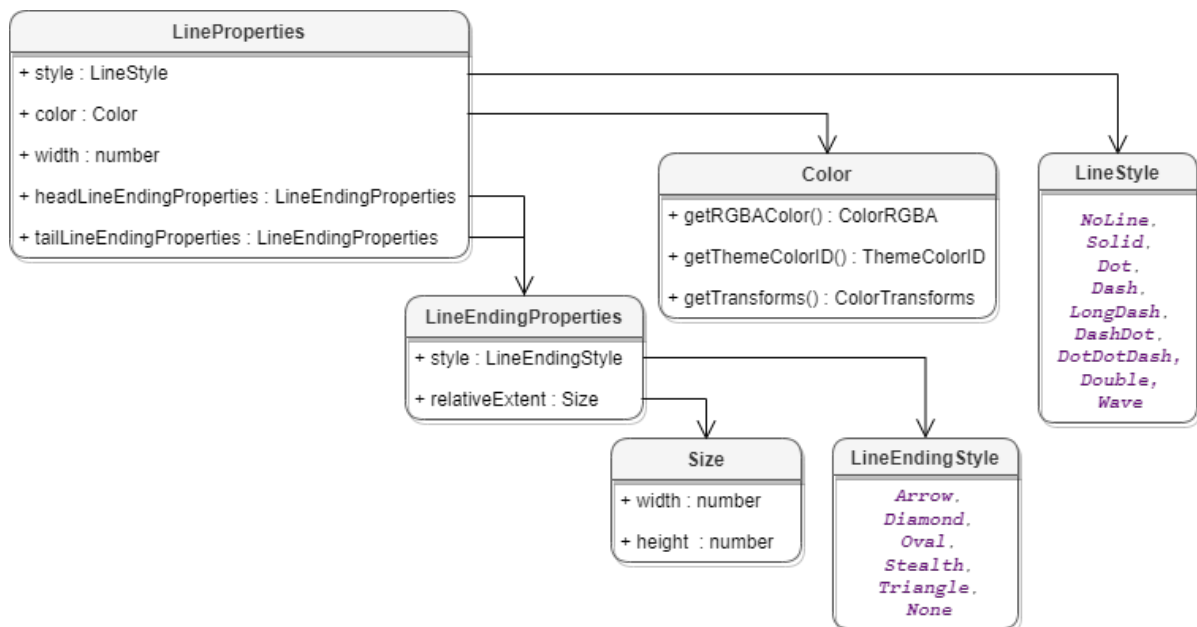 LineProperties
+ style : LineStyle
+ color : Color
+ width : number
+ headLineEndingProperties : LineEndingProperties
+ tailLineEndingProperties : LineEndingProperties
Color
+ getRGBAColor() : ColorRGBA
+ getThemeColorID() : ThemeColorID
+ getTransforms() : ColorTransforms
LineStyle
NoLine,
Solid,
Dot,
Dash,
LongDash,
DashDot,
DotDotDash,
Double,
Wave
LineEndingProperties
+ style : LineEndingStyle
+ relativeExtent : Size
Size
+ width : number
+ height : number
LineEndingStyle
Arrow,
Diamond,
Oval,
Stealth,
Triangle,
None